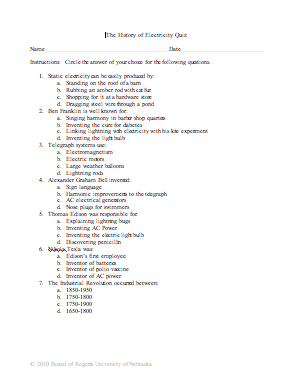 The History of Electricity Quiz
Name Date
Instructions: Circle the answer of your choice for the following questions.
1. Static electricity can be easily produced by:
a. Standing on the roof of a barn
b. Rubbing an amber rod with cat fur
c. Shopping for it at a hardware store
d. Dragging steel wire through a pond
2. Ben Franklin is well known for:
a. Singing harmony in barber shop quartets
b. Inventing the cure for diabetes
c. Linking lightning with electricity with his kite experiment
d. Inventing the light bulb
3. Telegraph systems use:
a. Electromagnetism
b. Electric motors
c. Large weather balloons
d. Lightning rods
4. Alexander Graham Bell invented:
a. Sign language
b. Harmonic improvements to the telegraph
c. AC electrical generators
d. Nose plugs for swimmers
5. Thomas Edison was responsible for:
a. Explaining lightning bugs
b. Inventing AC Power
c. Inventing the electric light bulb
d. Discovering penicillin
6. Nikola Tesla was:
a. Edison's first employee
b. Inventor of batteries
c. Inventor of polio vaccine
d. Inventor of AC power
7. The Industrial Revolution occurred between:
a. 1850-1950
b. 1750-1800
c. 1750-1900
d. 1650-1800
© 2010 Board of Regents University of Nebraska